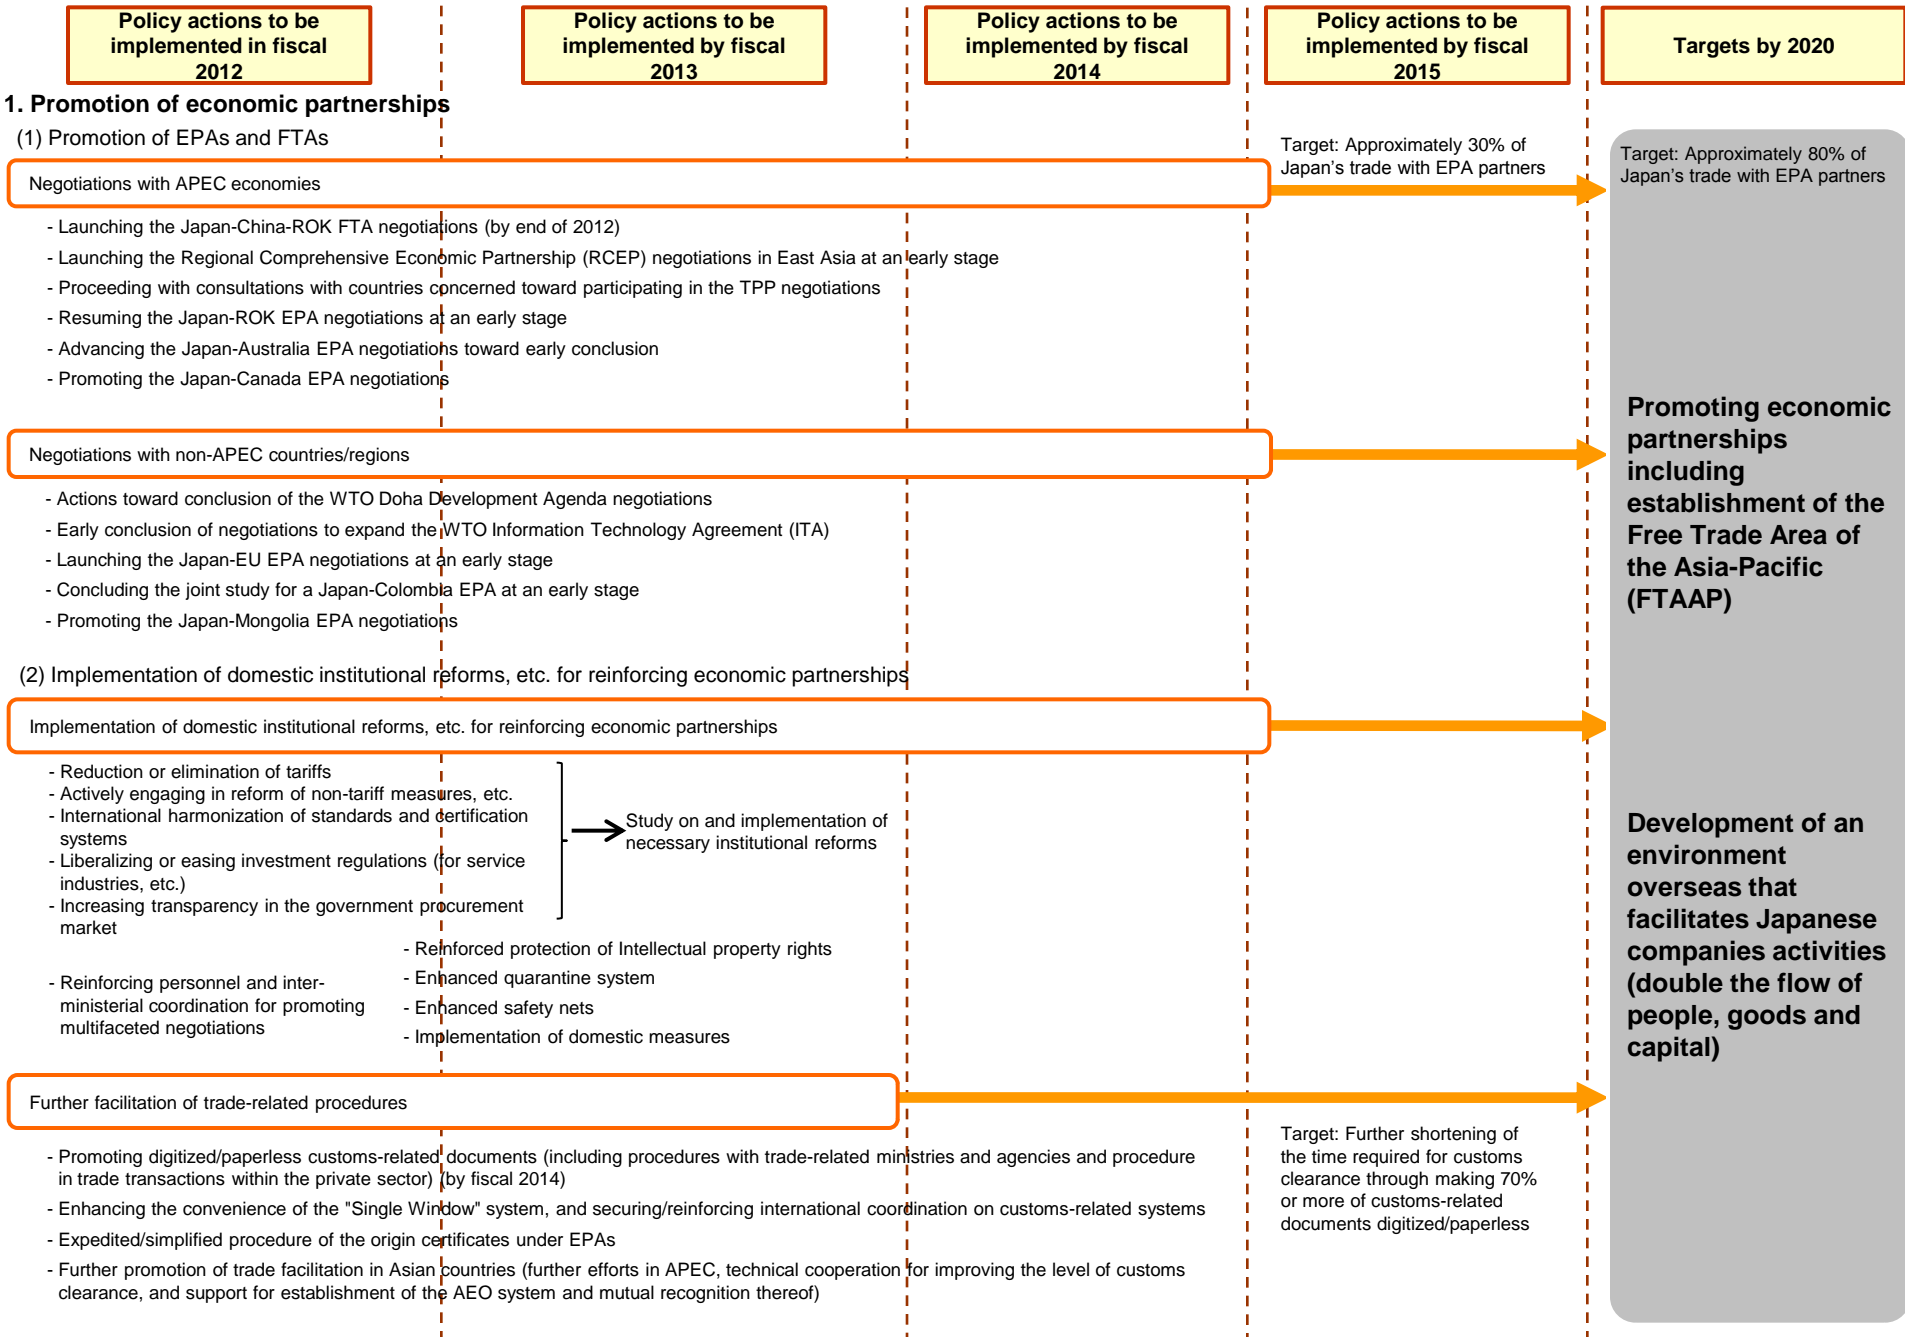 Policy actions to be
implemented in fiscal
2012
Policy actions to be
implemented by fiscal
2013
Policy actions to be
implemented by fiscal
2014
Policy actions to be
implemented by fiscal
2015
Targets by 2020
1. Promotion of economic partnerships
(1) Promotion of EPAs and FTAs
Target: Approximately 30% of
Japan's trade with EPA partners
Target: Approximately 80% of
Japan's trade with EPA partners
Negotiations with APEC economies
- Launching the Japan-China-ROK FTA negotiations (by end of 2012)
- Launching the Regional Comprehensive Economic Partnership (RCEP) negotiations in East Asia at an early stage
- Proceeding with consultations with countries concerned toward participating in the TPP negotiations
- Resuming the Japan-ROK EPA negotiations at an early stage
- Advancing the Japan-Australia EPA negotiations toward early conclusion
- Promoting the Japan-Canada EPA negotiations
Negotiations with non-APEC countries/regions
- Actions toward conclusion of the WTO Doha Development Agenda negotiations
- Early conclusion of negotiations to expand the WTO Information Technology Agreement (ITA)
- Launching the Japan-EU EPA negotiations at an early stage
- Concluding the joint study for a Japan-Colombia EPA at an early stage
- Promoting the Japan-Mongolia EPA negotiations
Promoting economic
partnerships
including
establishment of the
Free Trade Area of
the Asia-Pacific
(FTAAP)
(2) Implementation of domestic institutional reforms, etc. for reinforcing economic partnerships
Implementation of domestic institutional reforms, etc. for reinforcing economic partnerships
- Reduction or elimination of tariffs
- Actively engaging in reform of non-tariff measures, etc.
- International harmonization of standards and certification
systems
- Liberalizing or easing investment regulations (for service
industries, etc.)
- Increasing transparency in the government procurement
market
Study on and implementation of
necessary institutional reforms
- Reinforcing personnel and inter-
ministerial coordination for promoting
multifaceted negotiations
- Reinforced protection of Intellectual property rights
- Enhanced quarantine system
- Enhanced safety nets
- Implementation of domestic measures
Development of an
environment
overseas that
facilitates Japanese
companies activities
(double the flow of
people, goods and
capital)
Further facilitation of trade-related procedures
- Promoting digitized/paperless customs-related documents (including procedures with trade-related ministries and agencies and procedure
in trade transactions within the private sector) (by fiscal 2014)
- Enhancing the convenience of the "Single Window" system, and securing/reinforcing international coordination on customs-related systems
- Expedited/simplified procedure of the origin certificates under EPAs
- Further promotion of trade facilitation in Asian countries (further efforts in APEC, technical cooperation for improving the level of customs
clearance, and support for establishment of the AEO system and mutual recognition thereof)
Target: Further shortening of
the time required for customs
clearance through making 70%
or more of customs-related
documents digitized/paperless